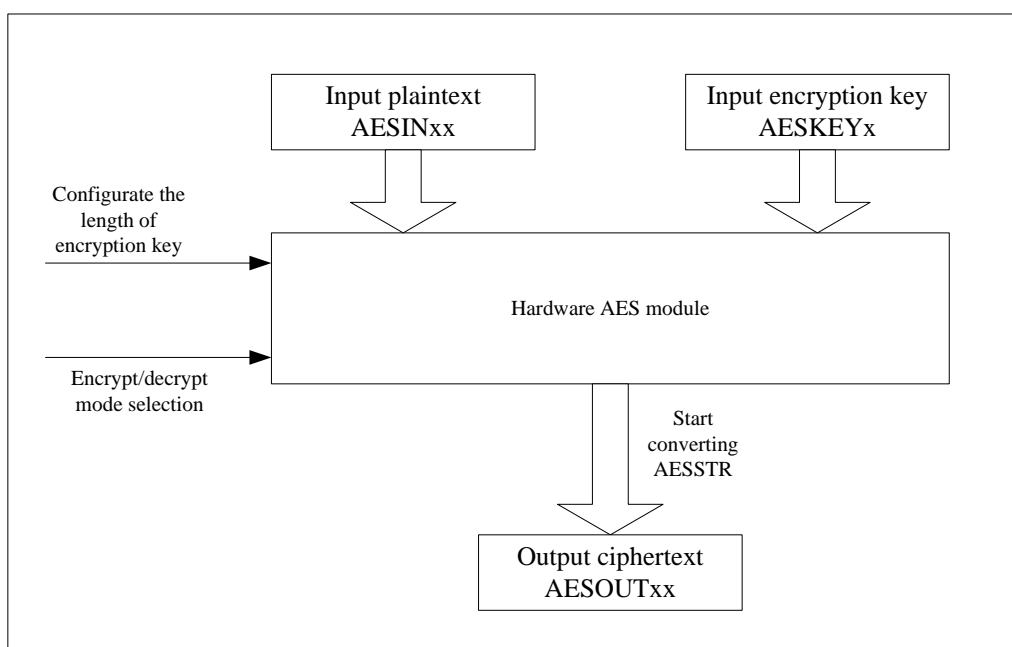 Input plaintext
AESINxx
Input encryption key
AESKEYx
Configurate the
length of
encryption key
Hardware AES module
Encrypt/decrypt
mode selection
Start
converting
AESSTR
Output ciphertext
AESOUTxx